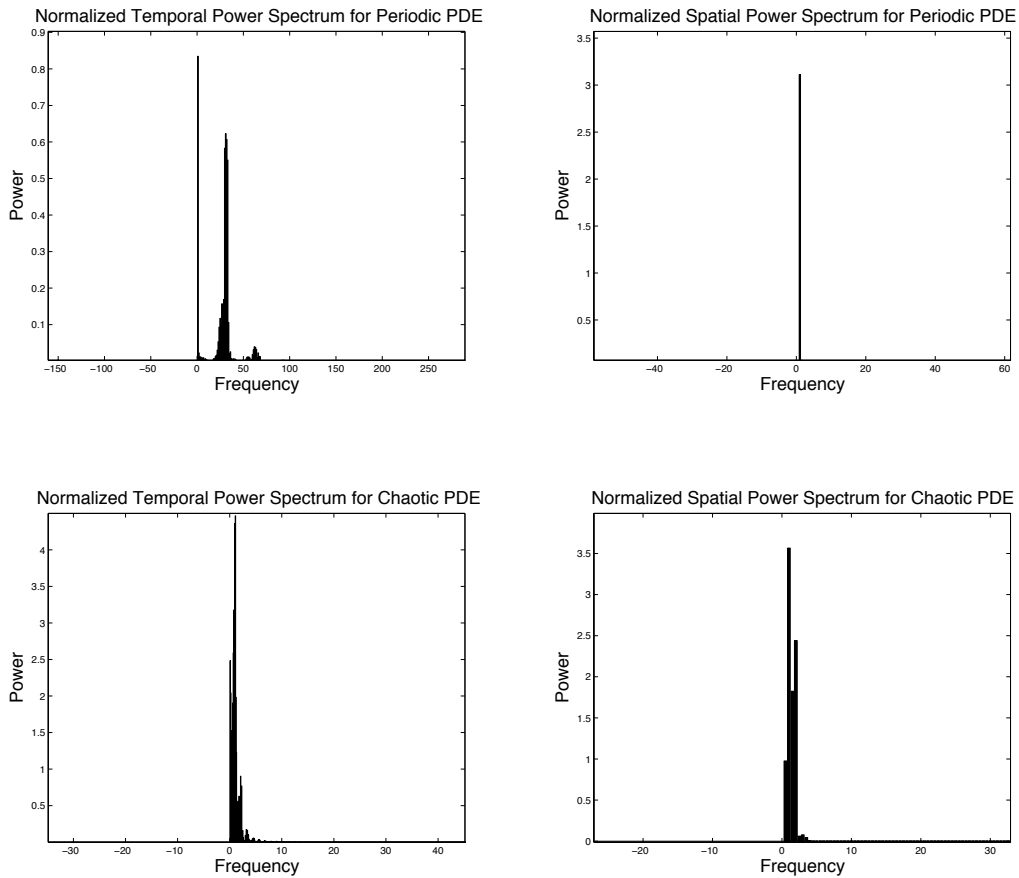 Normalized Temporal Power Spectrum for Periodic PDE
0.9
0.8
0.7
0.6
0.5
0.4
0.3
0.2
0.1
Power
−150 −100 −50 0 50 100 150 200 250
Frequency
Normalized Spatial Power Spectrum for Periodic PDE
3.5
3
2.5
2
1.5
1
0.5
Power
−40 −20 0 20 40 60
Frequency
Normalized Temporal Power Spectrum for Chaotic PDE
4
3.5
3
2.5
2
1.5
1
0.5
Power
−30 −20 −10 0 10 20 30 40
Frequency
Normalized Spatial Power Spectrum for Chaotic PDE
3.5
3
2.5
2
1.5
1
0.5
0
Power
−20 −10 0 10 20 30
Frequency